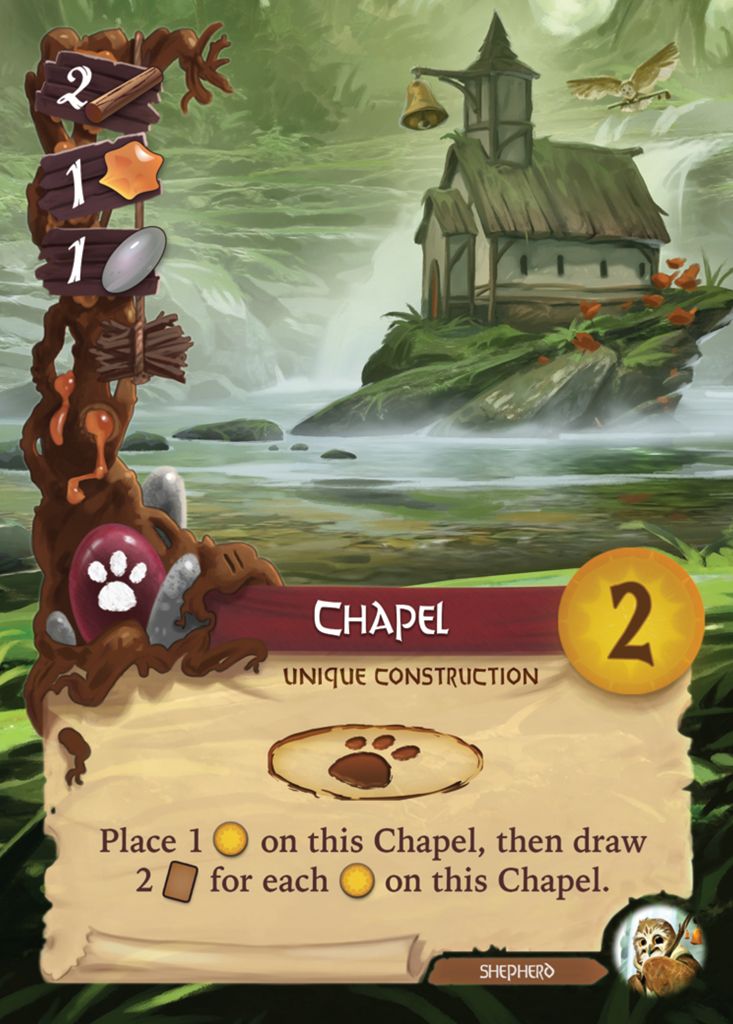 2
1
1
CHAPEL
2
UNIQUE CONSTRUCTION
Place 1 on this Chapel, then draw
2 for each on this Chapel.
SHEPHERD